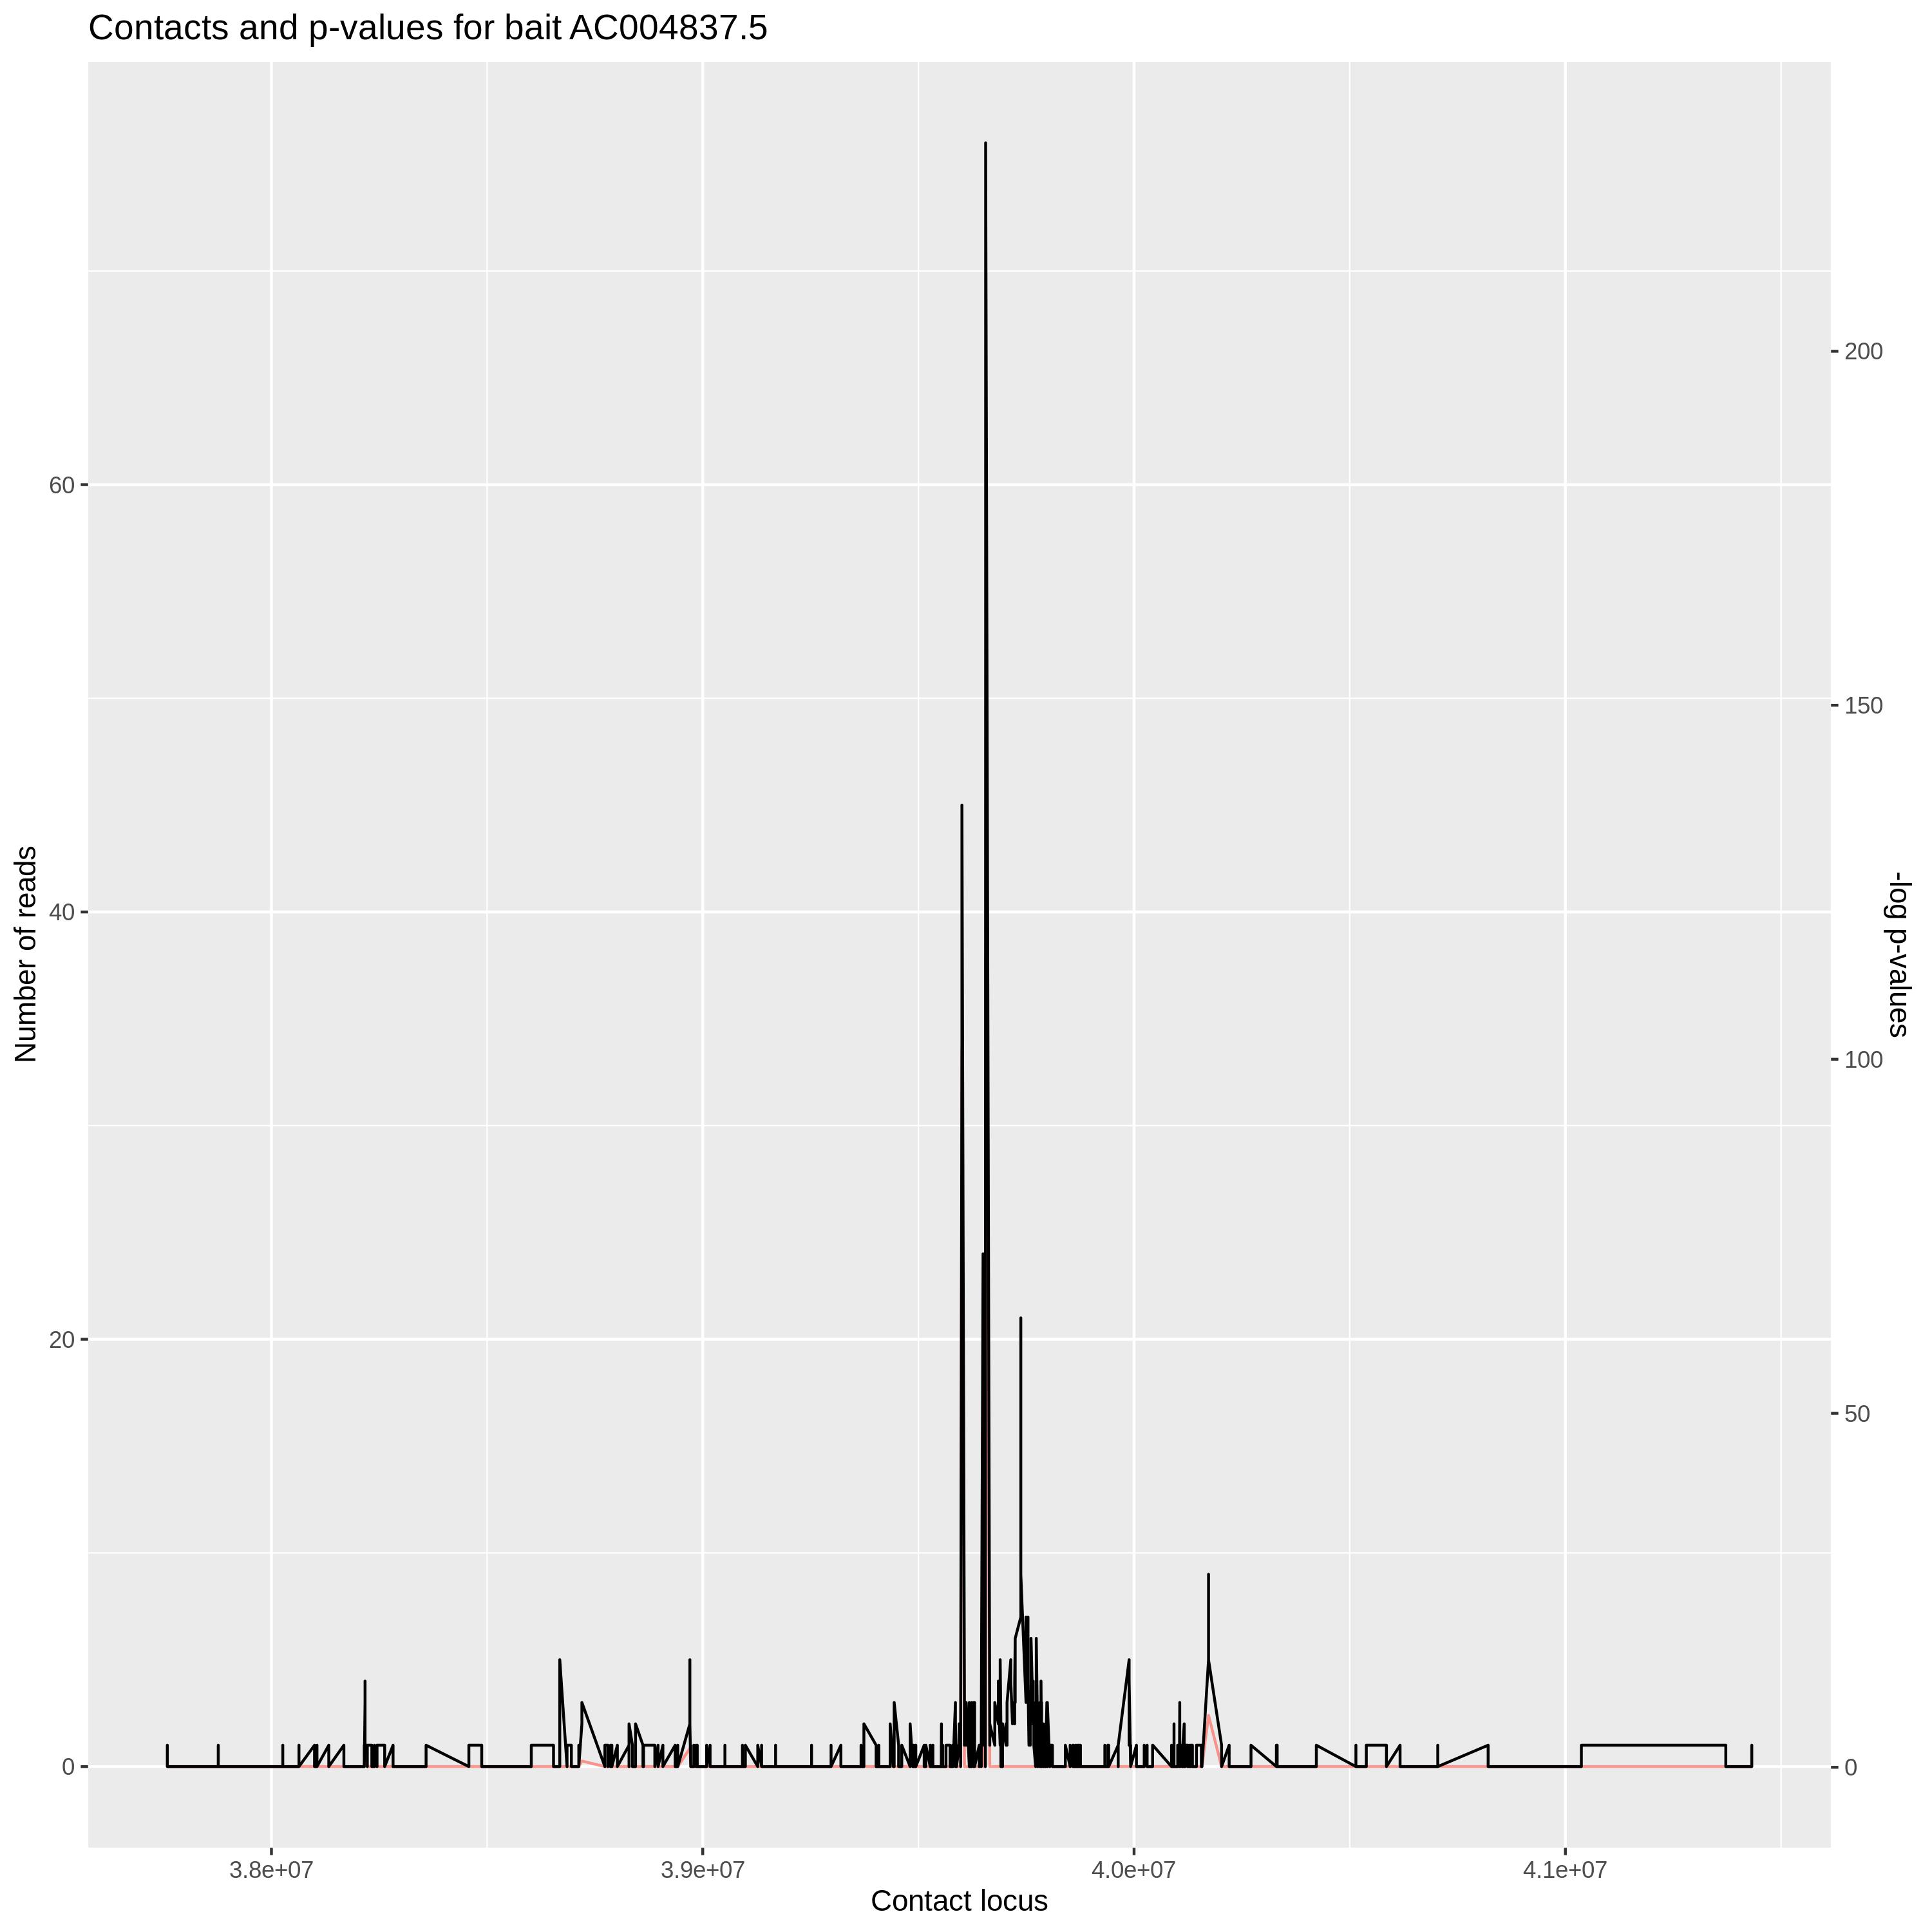 Contacts and p-values for bait AC004837.5
Number of reads
60
40
20
0
200
150
100
50
0
-log p-values
3.8e+07 3.9e+07 4.0e+07 4.1e+07
Contact locus